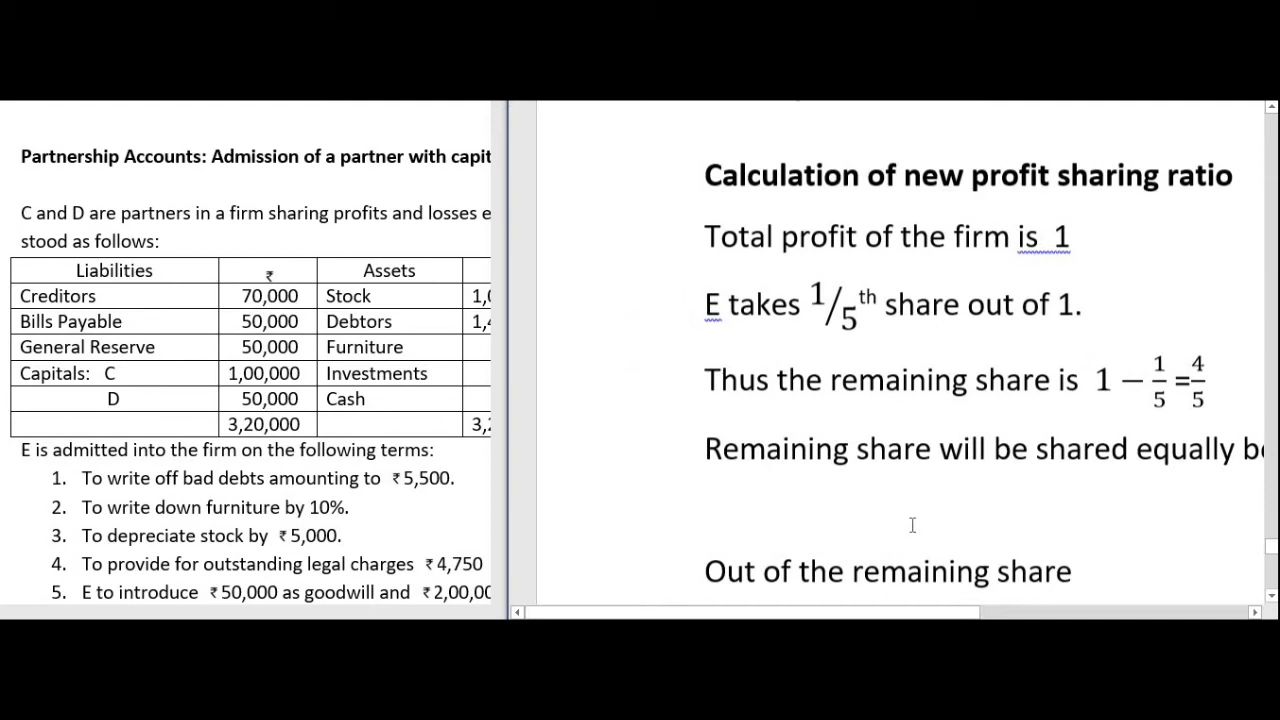 Partnership Accounts: Admission of a partner with capit
C and D are partners in a firm sharing profits and losses e
stood as follows:
Liabilities ₹ Assets
Creditors 70,000 Stock 1,0
Bills Payable 50,000 Debtors 1,4
General Reserve 50,000 Furniture
Capitals: C 1,00,000 Investments
D 50,000 Cash
3,20,000 3,2
E is admitted into the firm on the following terms:
1. To write off bad debts amounting to ₹5,500.
2. To write down furniture by 10%.
3. To depreciate stock by ₹5,000.
4. To provide for outstanding legal charges ₹4,750
5. E to introduce ₹50,000 as goodwill and ₹2,00,00
Calculation of new profit sharing ratio
Total profit of the firm is 1
E takes 1/5th share out of 1.
Thus the remaining share is 1 − 1/5 =4/5
Remaining share will be shared equally be
Out of the remaining share